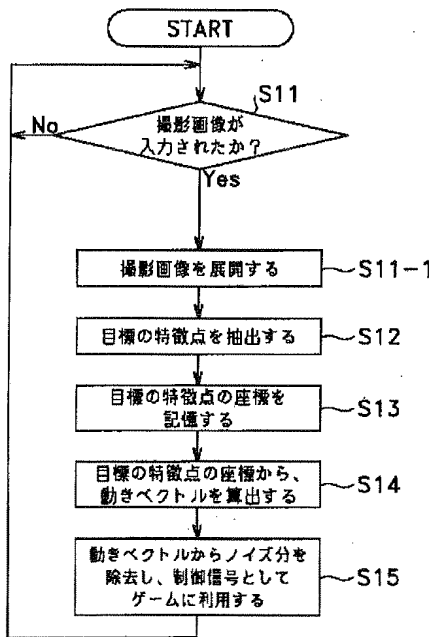 START
S11
撮影画像が
入力されたか？
No
Yes
撮影画像を展開する
S11-1
目標の特徴点を抽出する
S12
目標の特徴点の座標を
記憶する
S13
目標の特徴点の座標から、
動きベクトルを算出する
S14
動きベクトルからノイズ分を
除去し、制御信号として
ゲームに利用する
S15